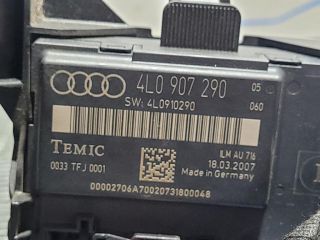 4L0 907 290 05
SW: 4L0910290 060
TEMIC ILM AU 716
18.03.2007
0033 TFJ 0001 Made in Germany
00002706A70020731800048